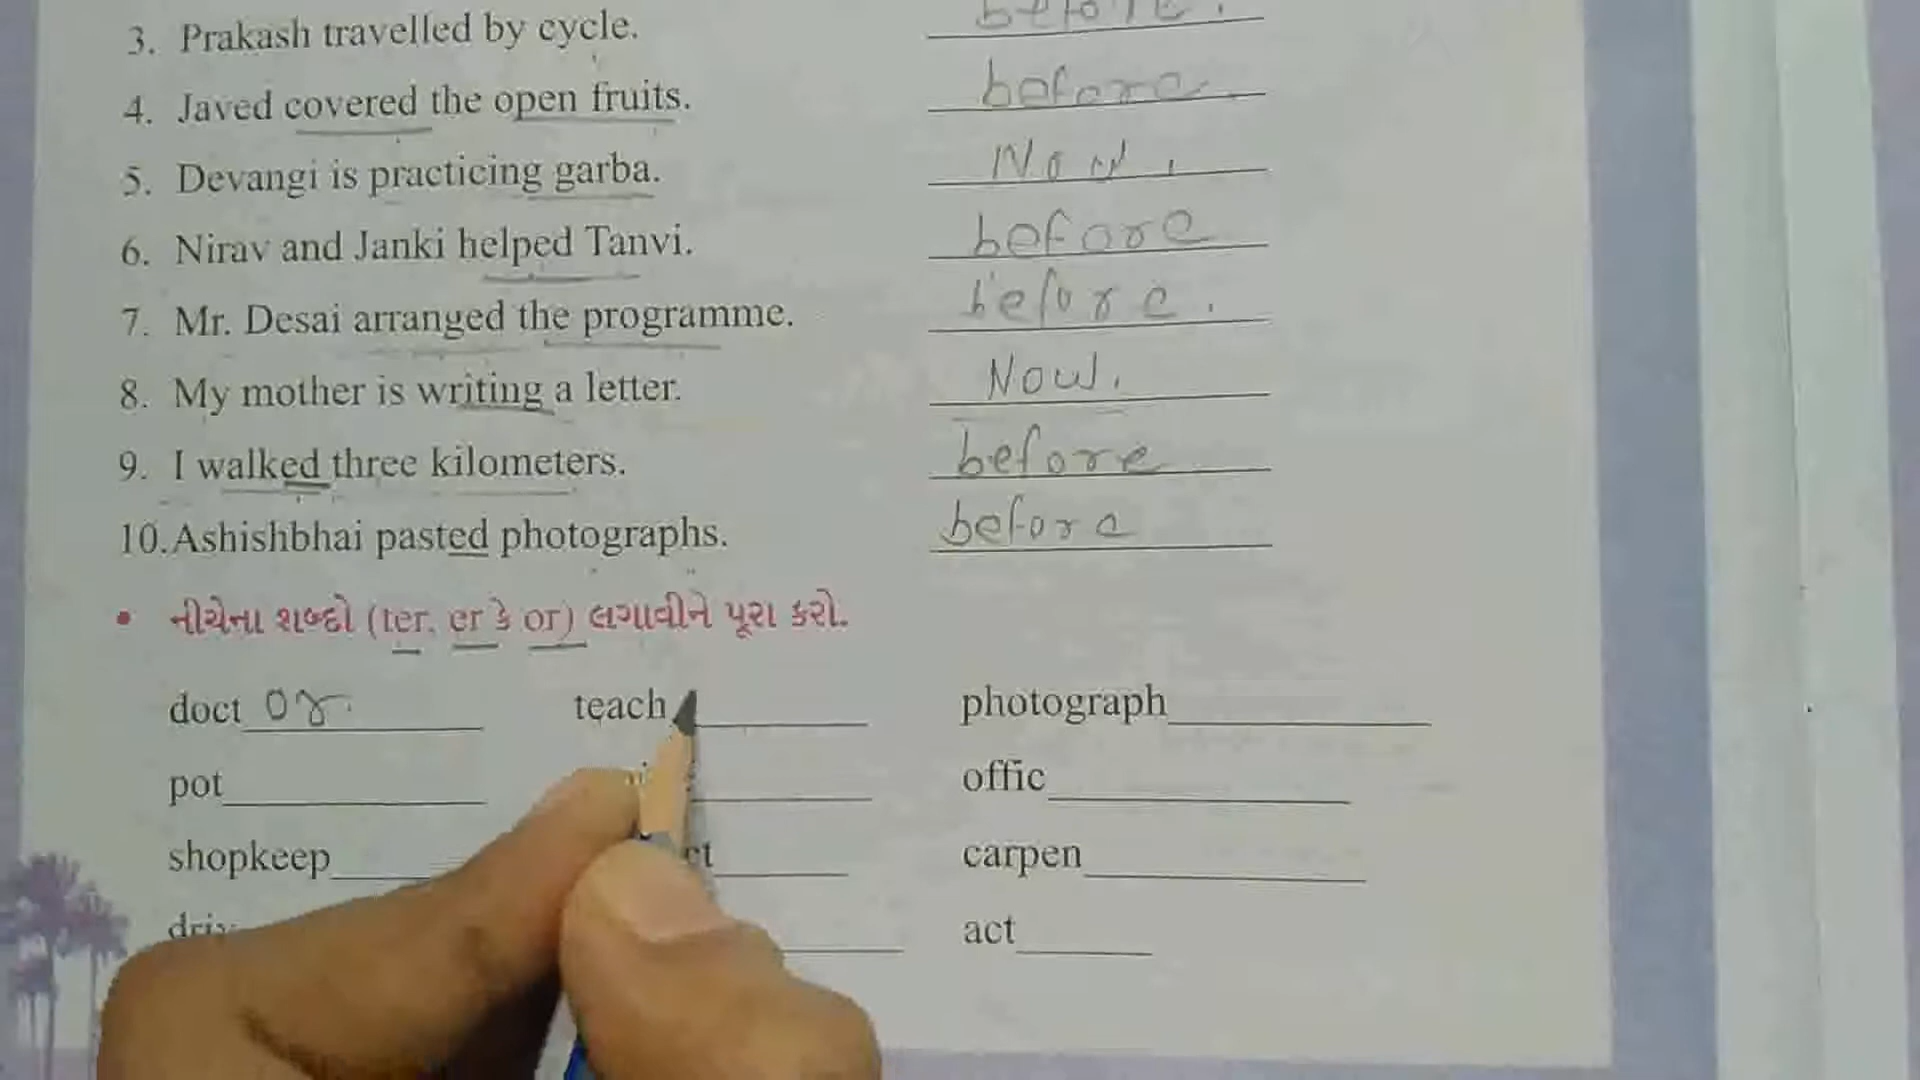 3. Prakash travelled by cycle. before.
4. Javed covered the open fruits. before.
5. Devangi is practicing garba. Now.
6. Nirav and Janki helped Tanvi. before
7. Mr. Desai arranged the programme. before.
8. My mother is writing a letter. Now.
9. I walked three kilometers. before
10. Ashishbhai pasted photographs. before
• નીચેના શબ્દો (ter, er કે or) લગાવીને પૂરા કરો.
doct or. teach photograph
pot offic
shopkeep carpen
act